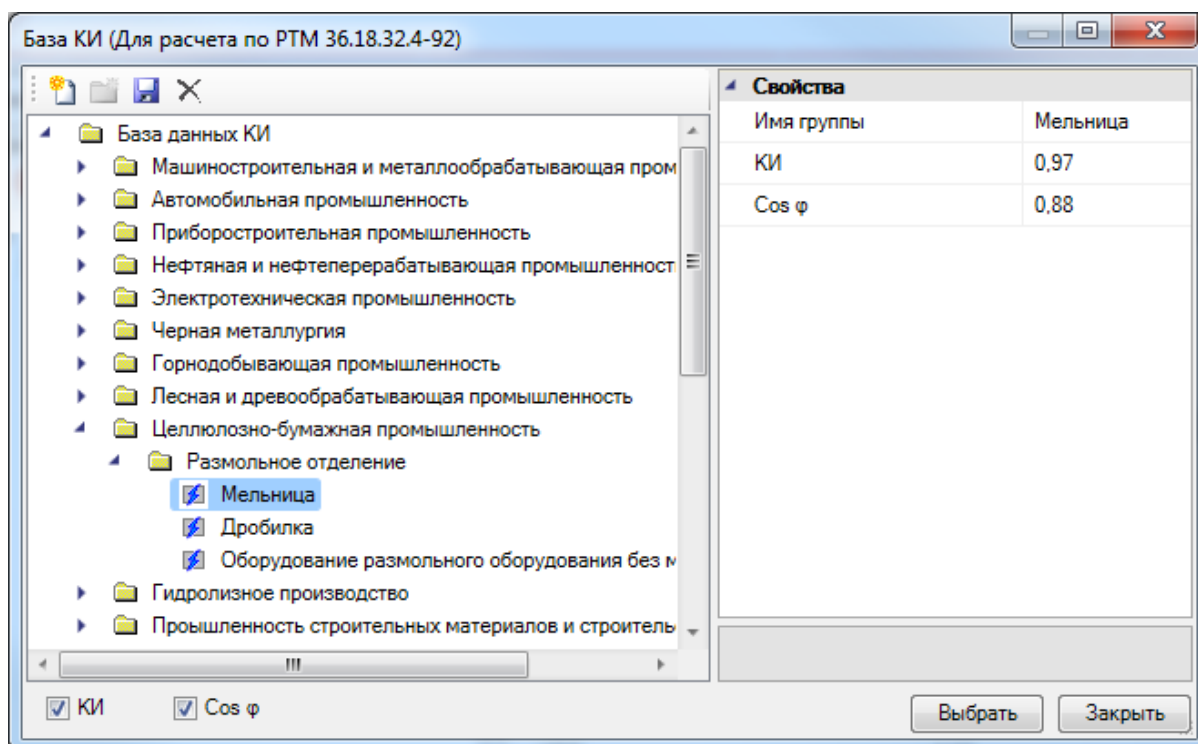 База КИ (Для расчета по РТМ 36.18.32.4-92)
База данных КИ
Машиностроительная и металлообрабатывающая пром
Автомобильная промышленность
Приборостроительная промышленность
Нефтяная и нефтеперерабатывающая промышленност
Электротехническая промышленность
Черная металлургия
Горнодобывающая промышленность
Лесная и древообрабатывающая промышленность
Целлюлозно-бумажная промышленность
Размольное отделение
Мельница
Дробилка
Оборудование размольного оборудования без м
Гидролизное производство
Проышленность строительных материалов и строитель
Свойства
Имя группы Мельница
КИ 0,97
Cos φ 0,88
КИ Cos φ
Выбрать Закрыть